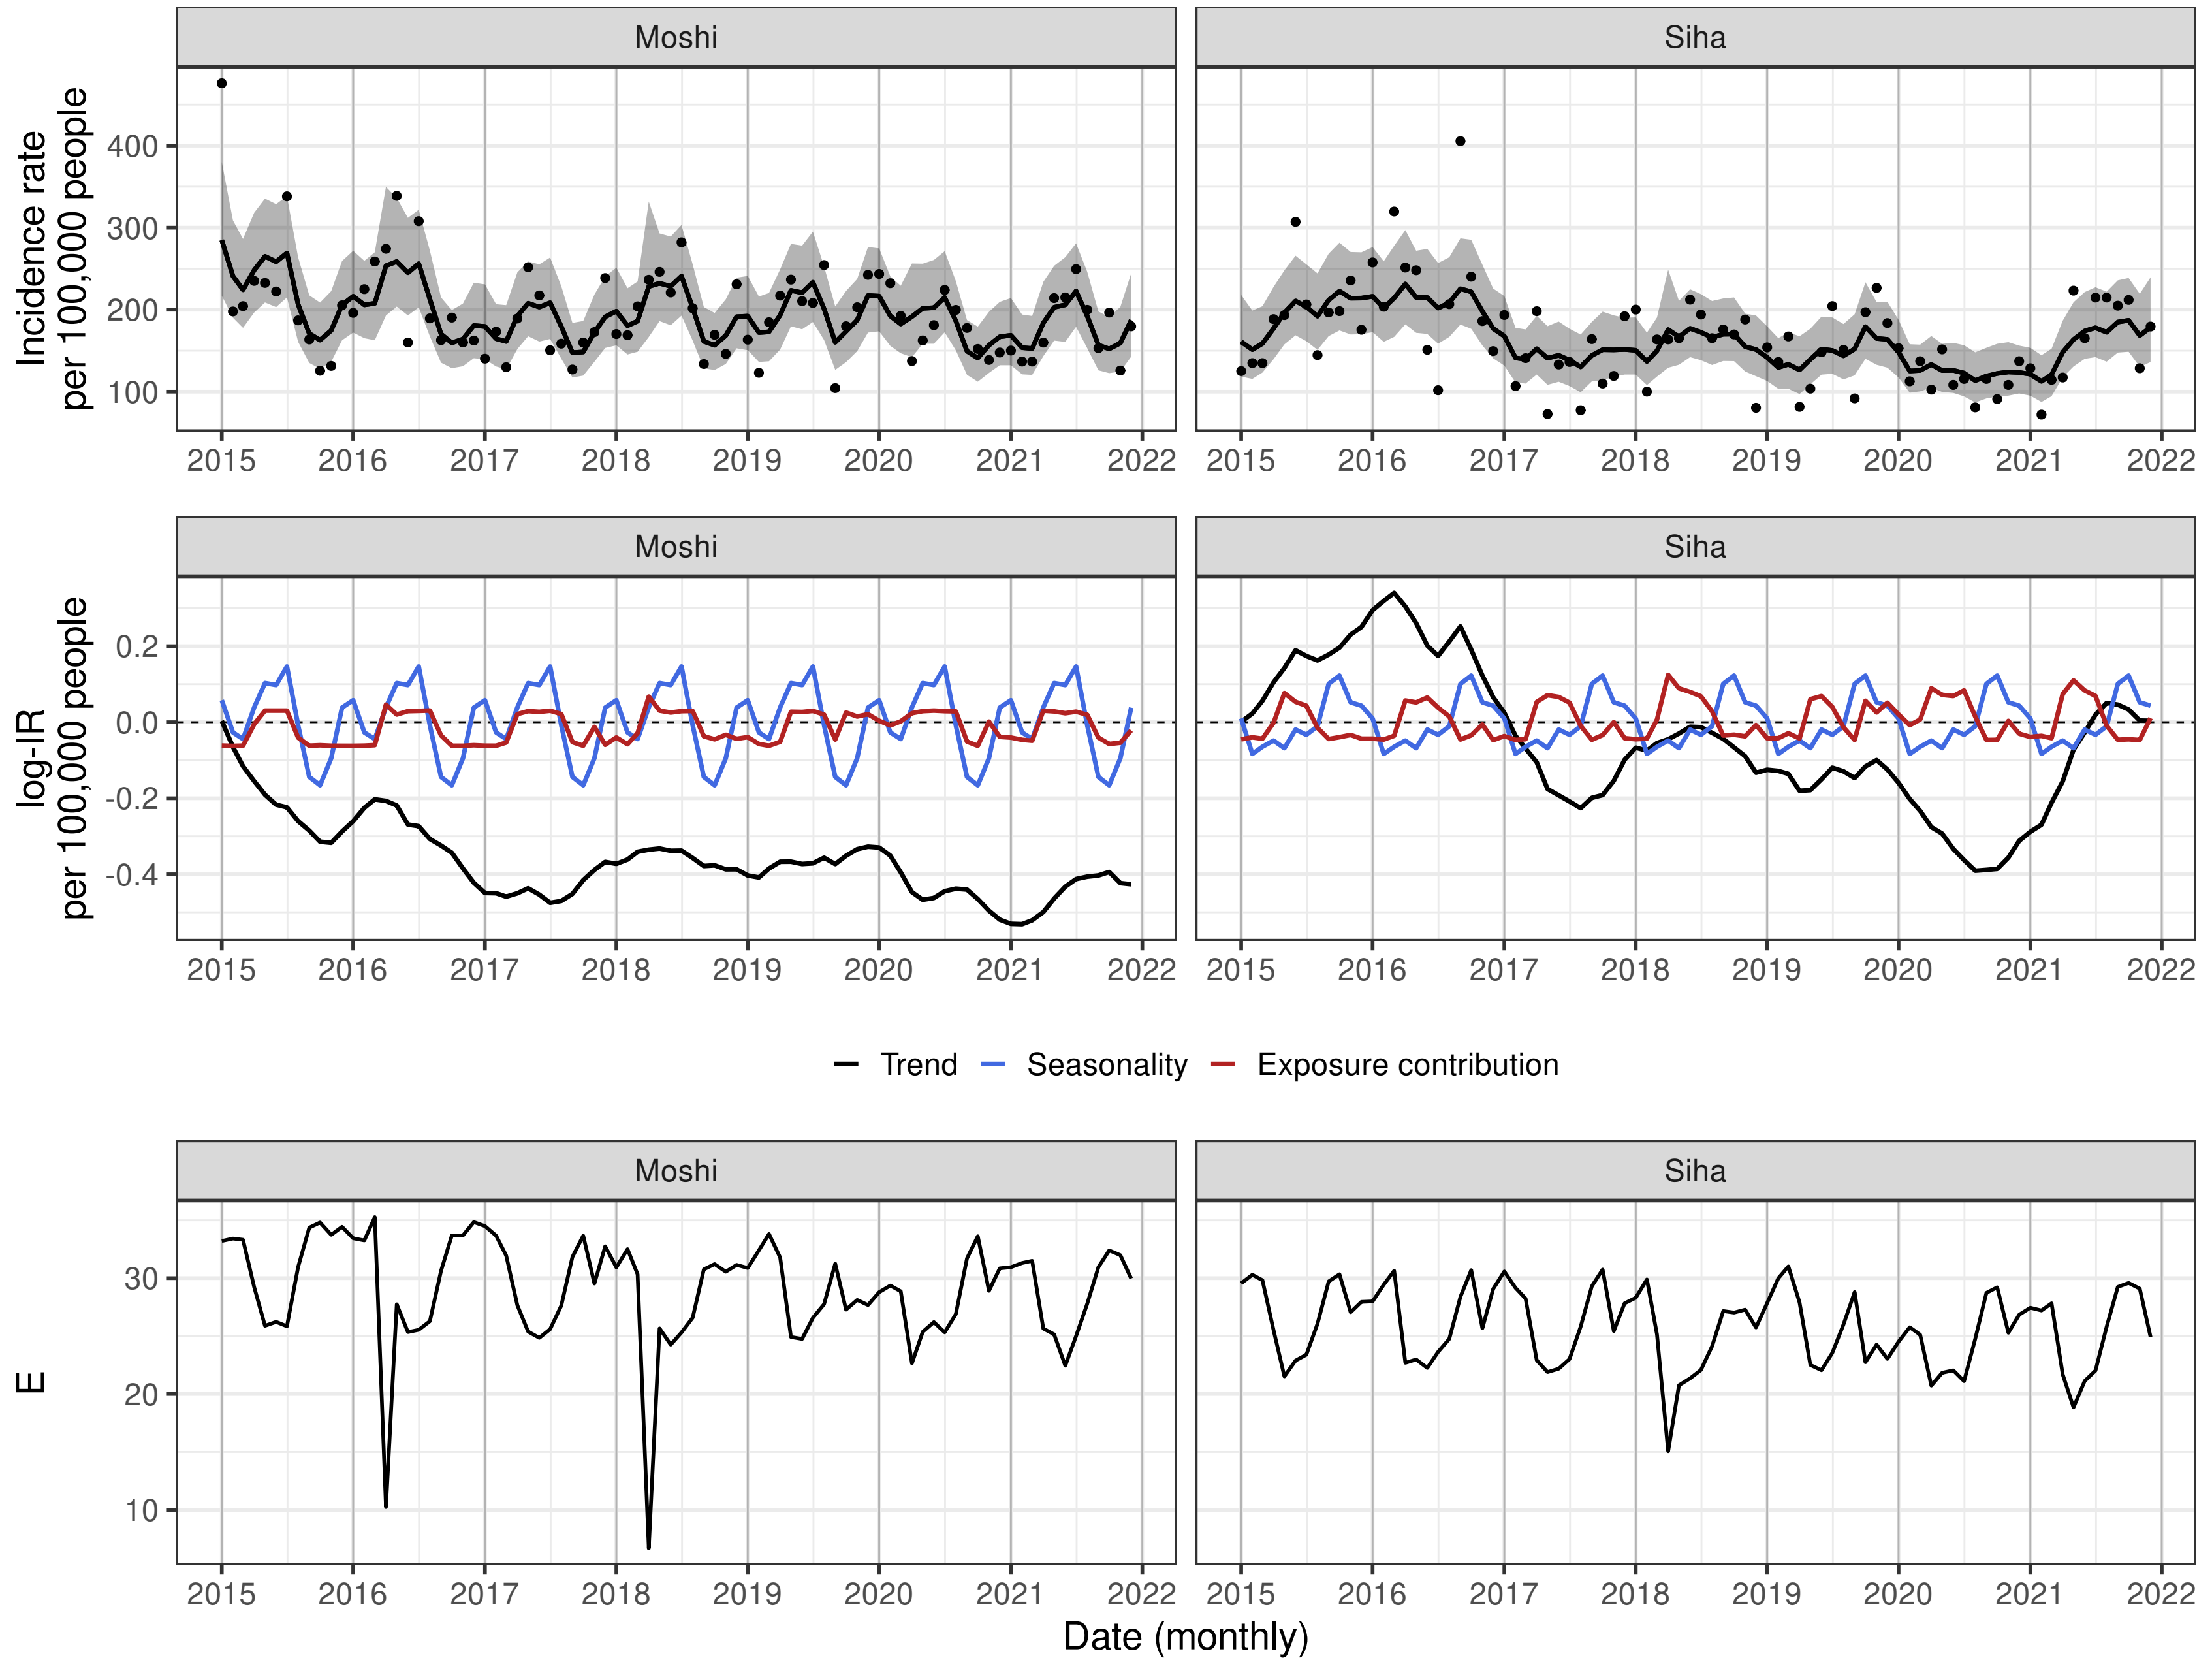 Moshi
Siha
Incidence rate
per 100,000 people
400
300
200
100
2015 2016 2017 2018 2019 2020 2021 2022
2015 2016 2017 2018 2019 2020 2021 2022
Moshi
Siha
log-IR
per 100,000 people
0.2
0.0
-0.2
-0.4
2015 2016 2017 2018 2019 2020 2021 2022
2015 2016 2017 2018 2019 2020 2021 2022
Trend Seasonality Exposure contribution
Moshi
Siha
E
30
20
10
2015 2016 2017 2018 2019 2020 2021 2022
2015 2016 2017 2018 2019 2020 2021 2022
Date (monthly)